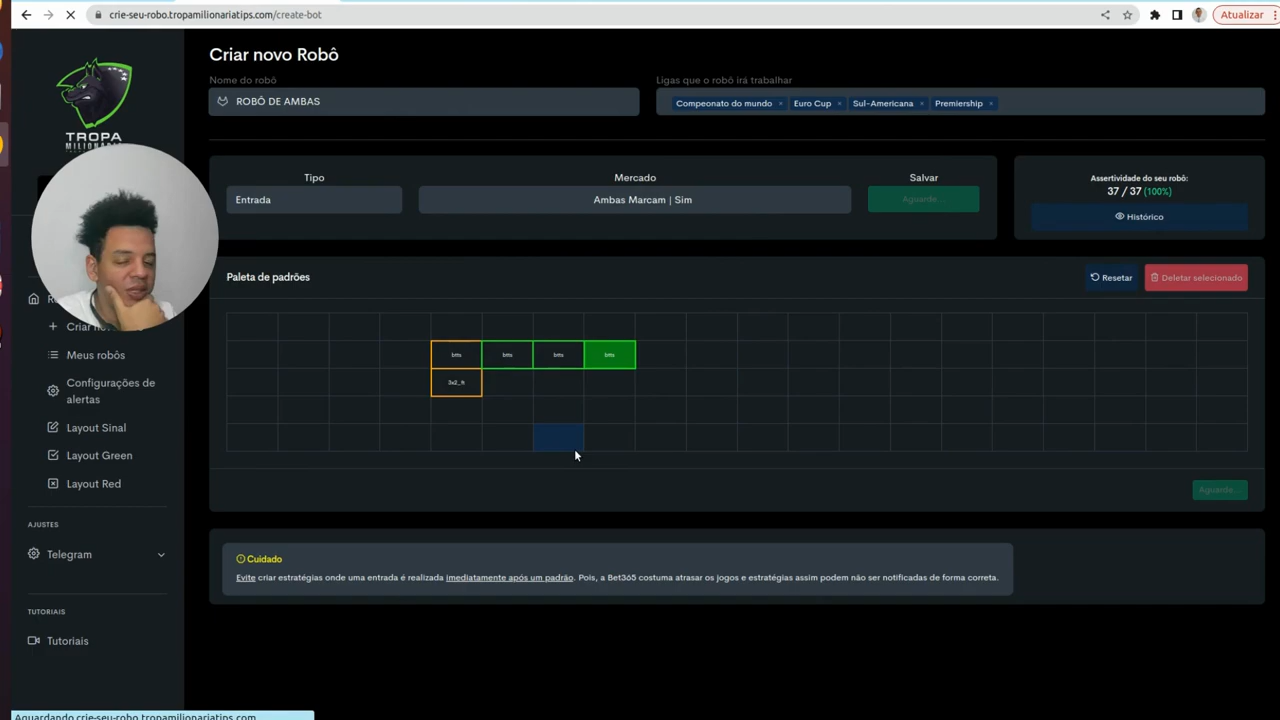 crie-seu-robo.tropamilionariatips.com/create-bot
Atualizar
TROPA
Criar novo Robô
Nome do robô
ROBÔ DE AMBAS
Ligas que o robô irá trabalhar
Compeonato do mundo × Euro Cup × Sul-Americana × Premiership ×
Tipo
Entrada
Mercado
Ambas Marcam | Sim
Salvar
Aguarde...
Assertividade do seu robô:
37 / 37 (100%)
Histórico
Criar
Meus robôs
Configurações de
alertas
Layout Sinal
Layout Green
Layout Red
AJUSTES
Telegram
TUTORIAIS
Tutoriais
Paleta de padrões
Resetar
Deletar selecionado
btts btts btts btts
3x2_ft
Aguarde...
Cuidado
Evite criar estratégias onde uma entrada é realizada imediatamente após um padrão. Pois, a Bet365 costuma atrasar os jogos e estratégias assim podem não ser notificadas de forma correta.
Aguardando crie-seu-robo.tropamilionariatips.com